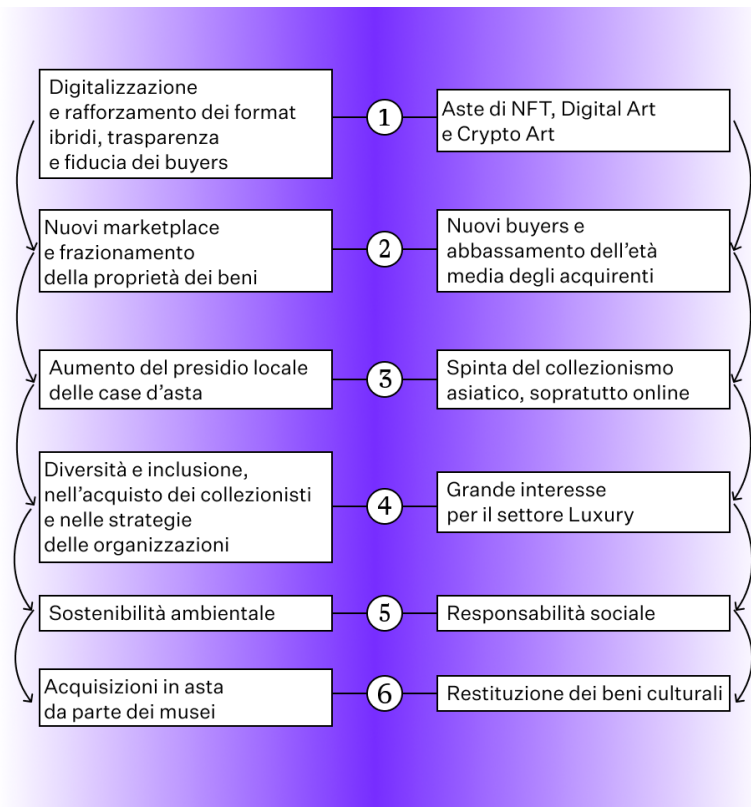 Digitalizzazione
e rafforzamento dei format
ibridi, trasparenza
e fiducia dei buyers
1
Aste di NFT, Digital Art
e Crypto Art
Nuovi marketplace
e frazionamento
della proprietà dei beni
2
Nuovi buyers e
abbassamento dell'età
media degli acquirenti
Aumento del presidio locale
delle case d'asta
3
Spinta del collezionismo
asiatico, sopratutto online
Diversità e inclusione,
nell'acquisto dei collezionisti
e nelle strategie
delle organizzazioni
4
Grande interesse
per il settore Luxury
Sostenibilità ambientale
5
Responsabilità sociale
Acquisizioni in asta
da parte dei musei
6
Restituzione dei beni culturali